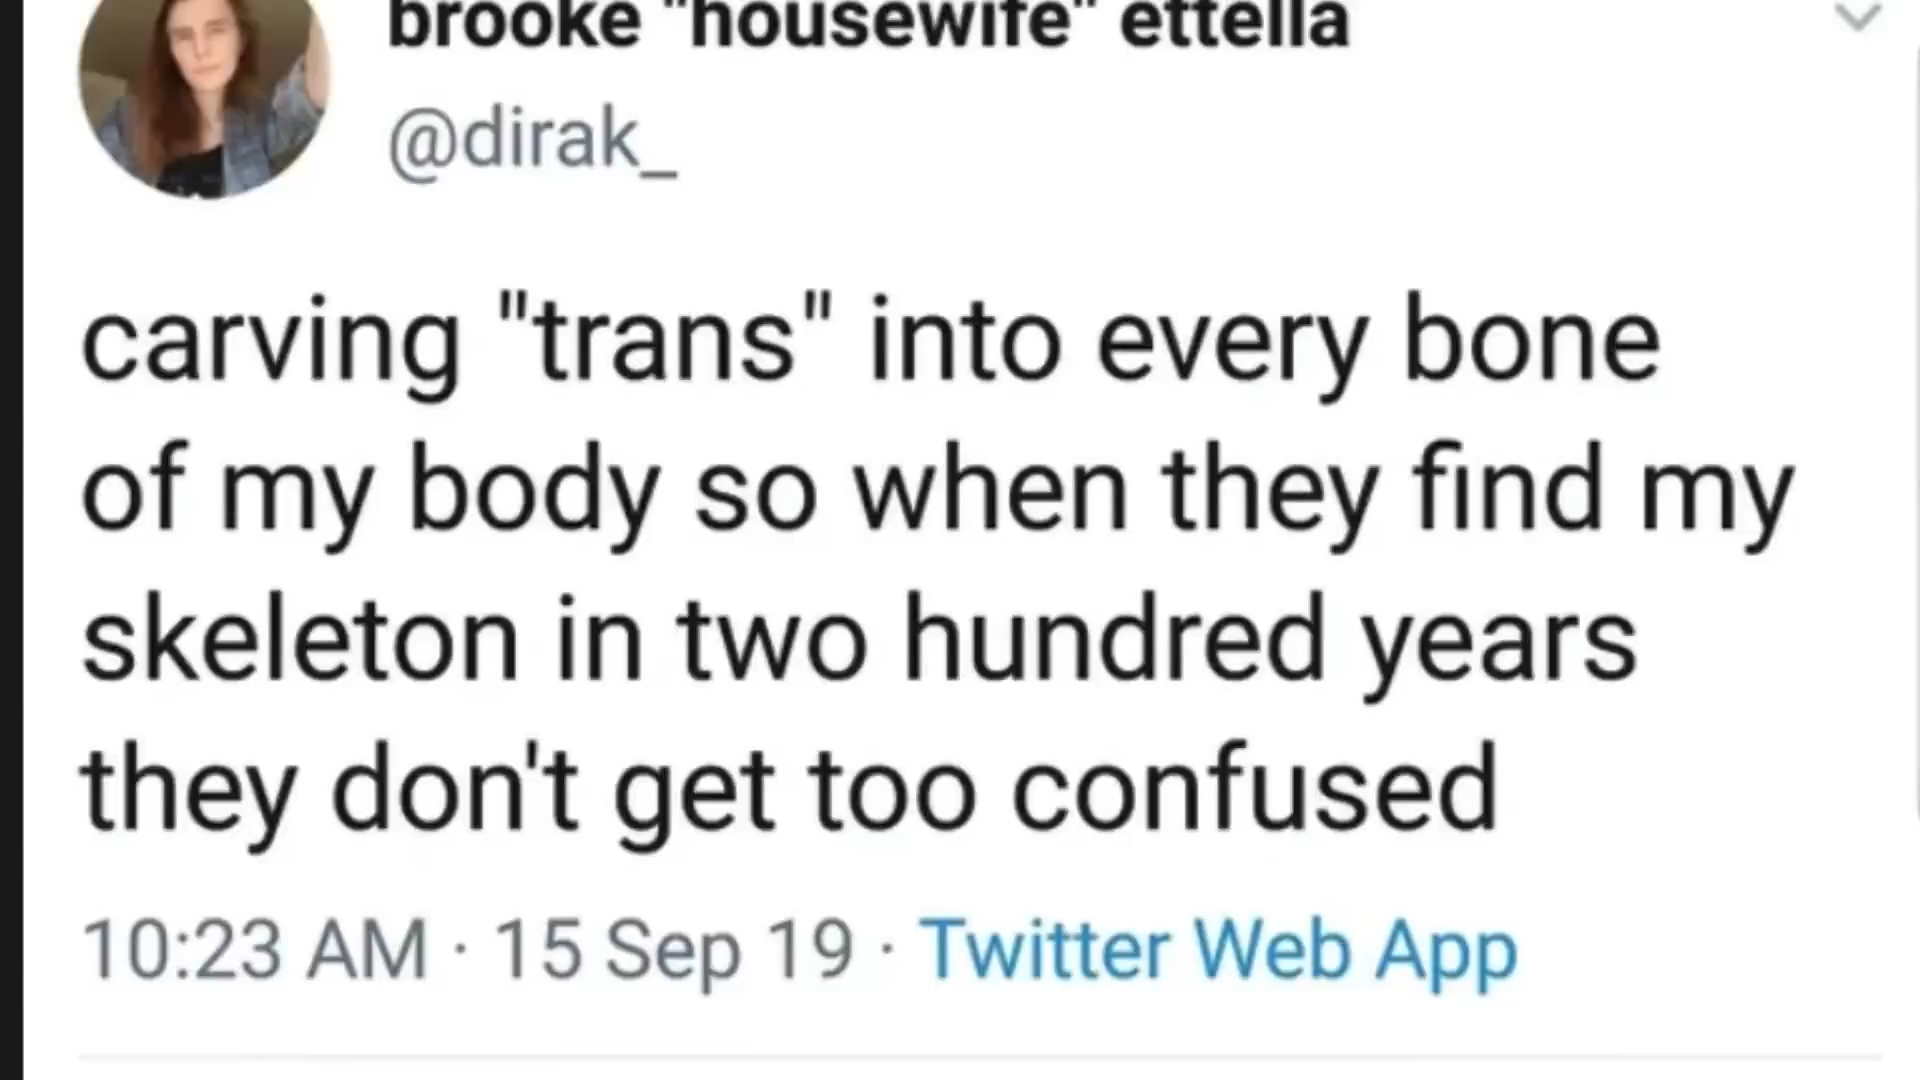 brooke "housewife" ettella
@dirak_
carving "trans" into every bone
of my body so when they find my
skeleton in two hundred years
they don't get too confused
10:23 AM · 15 Sep 19 · Twitter Web App